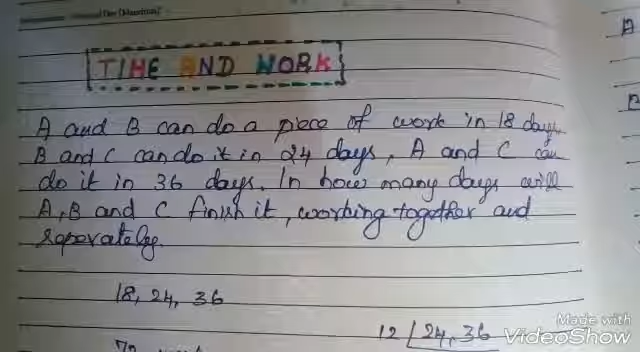 TIME AND WORK
A and B can do a piece of work in 18 days,
B and C can do it in 24 days, A and C can
do it in 36 days. In how many days will
A, B and C finish it, working together and
seperately.
18, 24, 36
12 24, 36
72
A
B
Made with
VideoShow